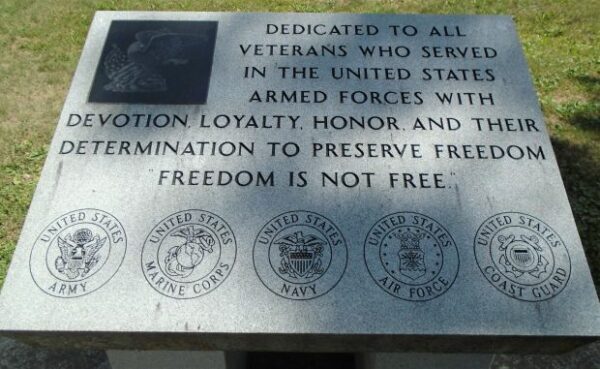 DEDICATED TO ALL
VETERANS WHO SERVED
IN THE UNITED STATES
ARMED FORCES WITH
DEVOTION, LOYALTY, HONOR, AND THEIR
DETERMINATION TO PRESERVE FREEDOM
"FREEDOM IS NOT FREE."
UNITED STATES
ARMY
UNITED STATES
MARINE CORPS
UNITED STATES
NAVY
UNITED STATES
AIR FORCE
UNITED STATES
COAST GUARD